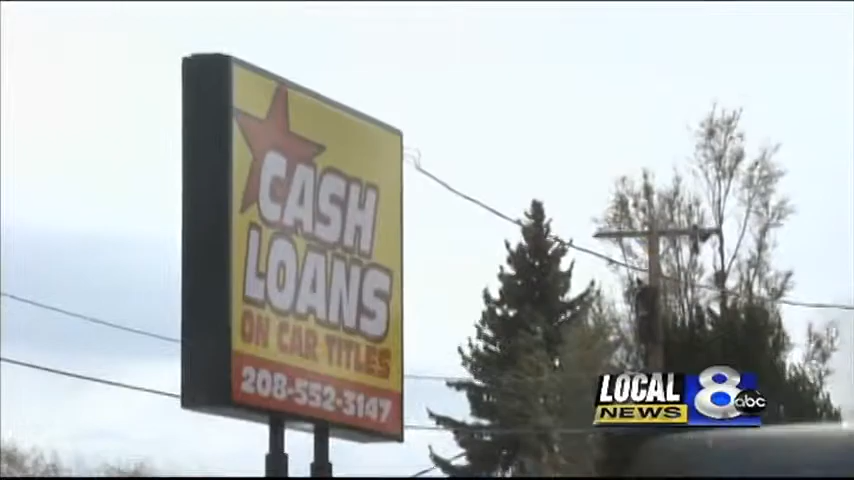 CASH
LOANS
ON CAR TITLES
208-552-3147
LOCAL
NEWS
8
abc